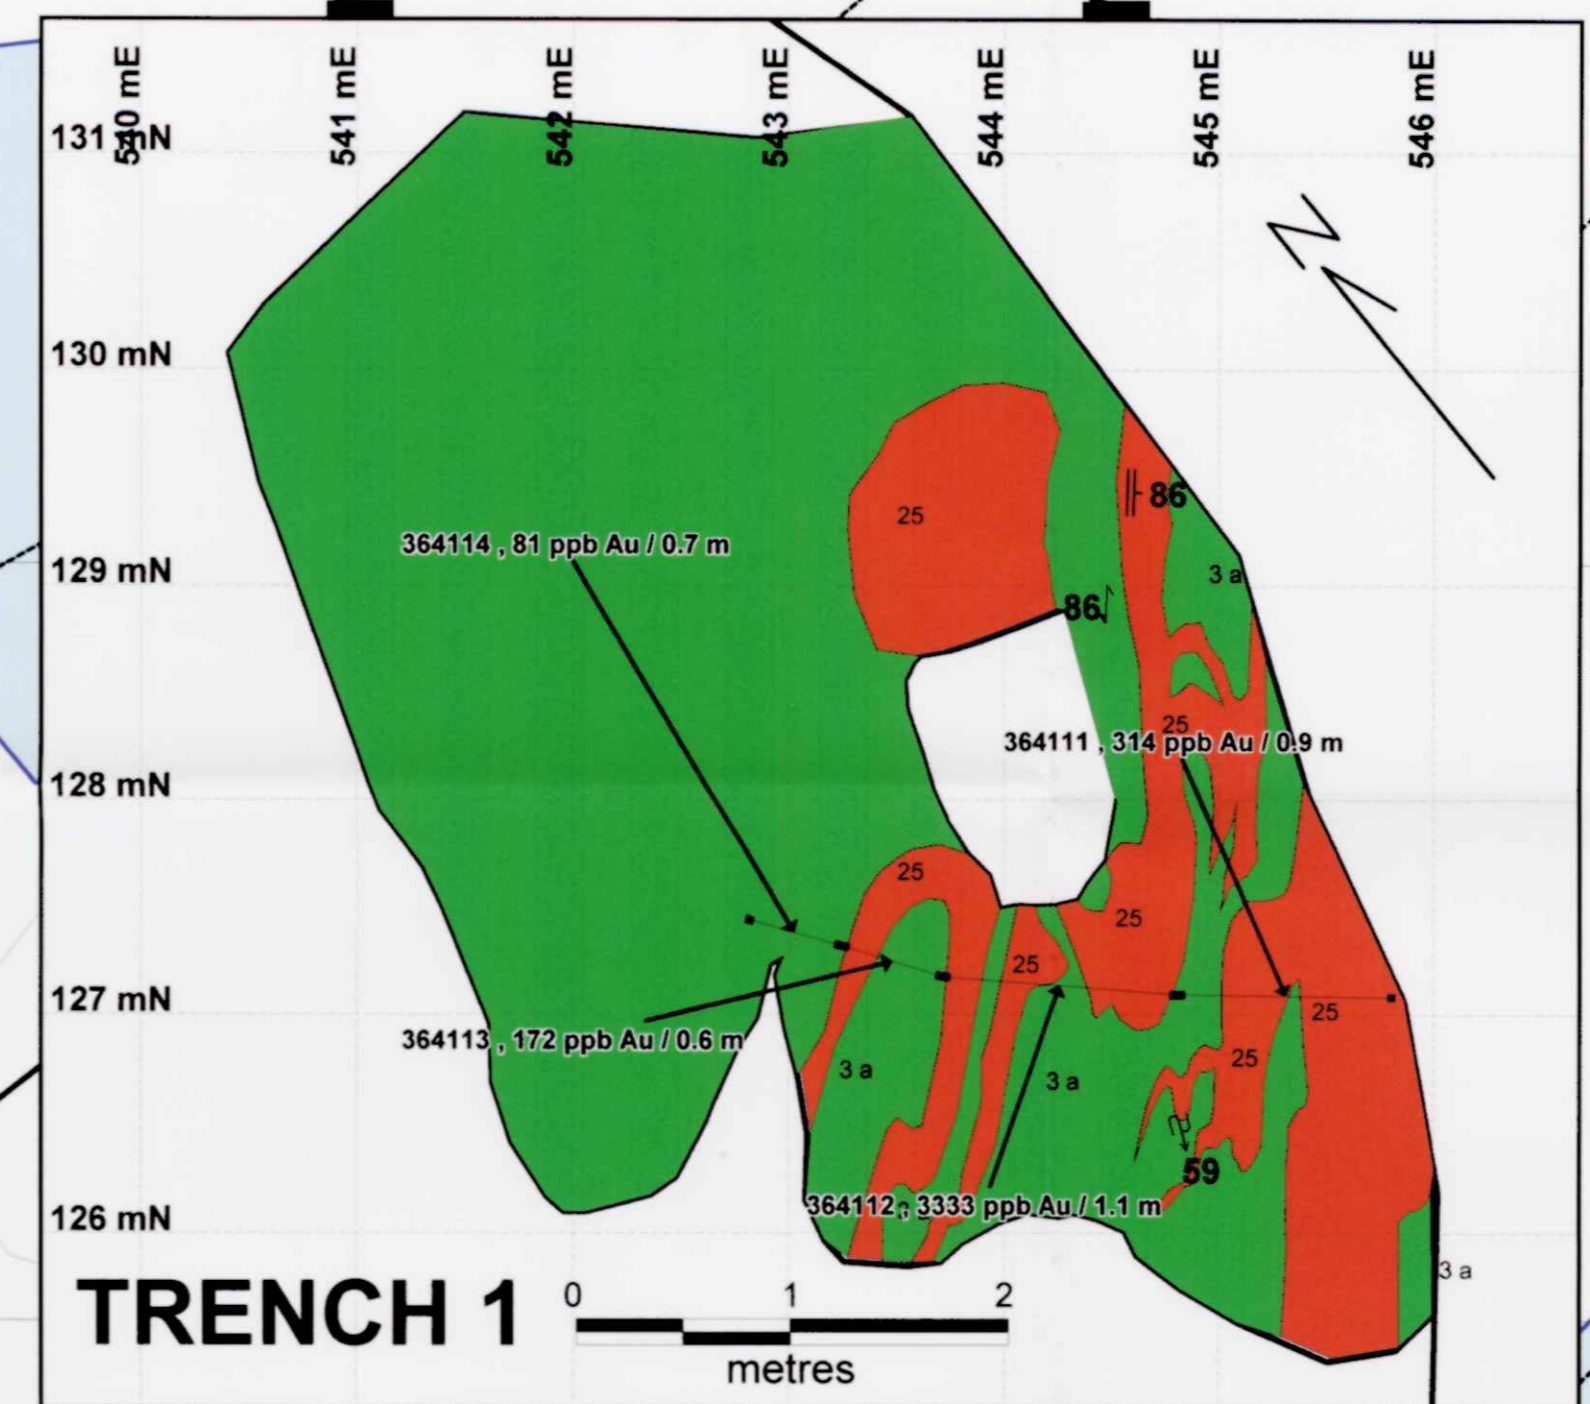 540 mE
541 mE
542 mE
543 mE
544 mE
545 mE
546 mE
131 mN
130 mN
129 mN
128 mN
127 mN
126 mN
N
86
25
364114 , 81 ppb Au / 0.7 m
3 a
86
25
364111 , 314 ppb Au / 0.9 m
25
25
25
25
364113 , 172 ppb Au / 0.6 m
25
3 a
3 a
59
364112 , 3333 ppb Au / 1.1 m
3 a
TRENCH 1
0 1 2
metres